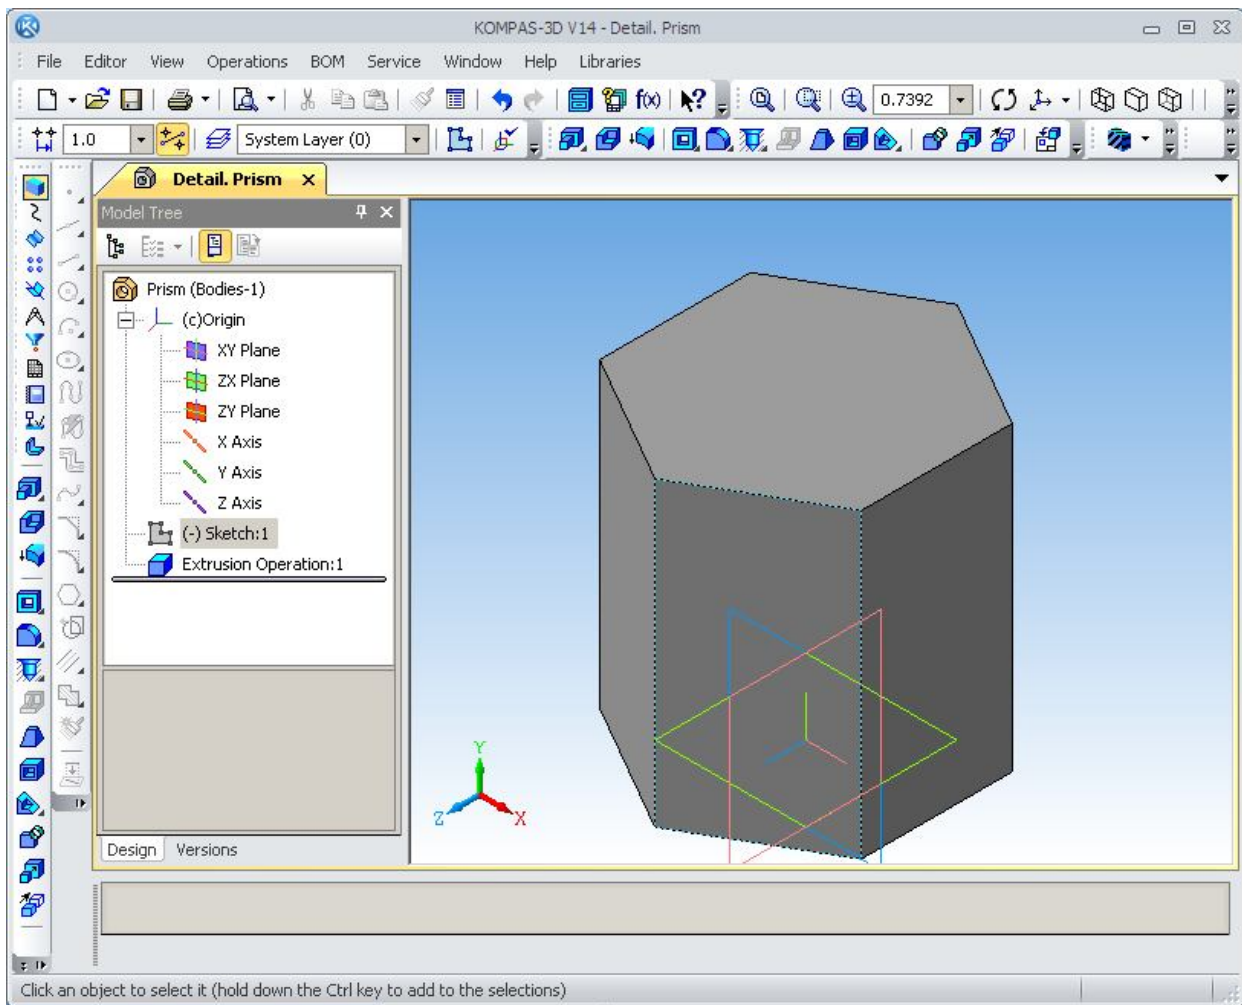 KOMPAS-3D V14 - Detail. Prism
File Editor View Operations BOM Service Window Help Libraries
f(x) 0.7392
1.0 System Layer (0)
Detail. Prism
Model Tree
Prism (Bodies-1)
(c)Origin
XY Plane
ZX Plane
ZY Plane
X Axis
Y Axis
Z Axis
(-) Sketch:1
Extrusion Operation:1
Y
Z X
Design Versions
Click an object to select it (hold down the Ctrl key to add to the selections)